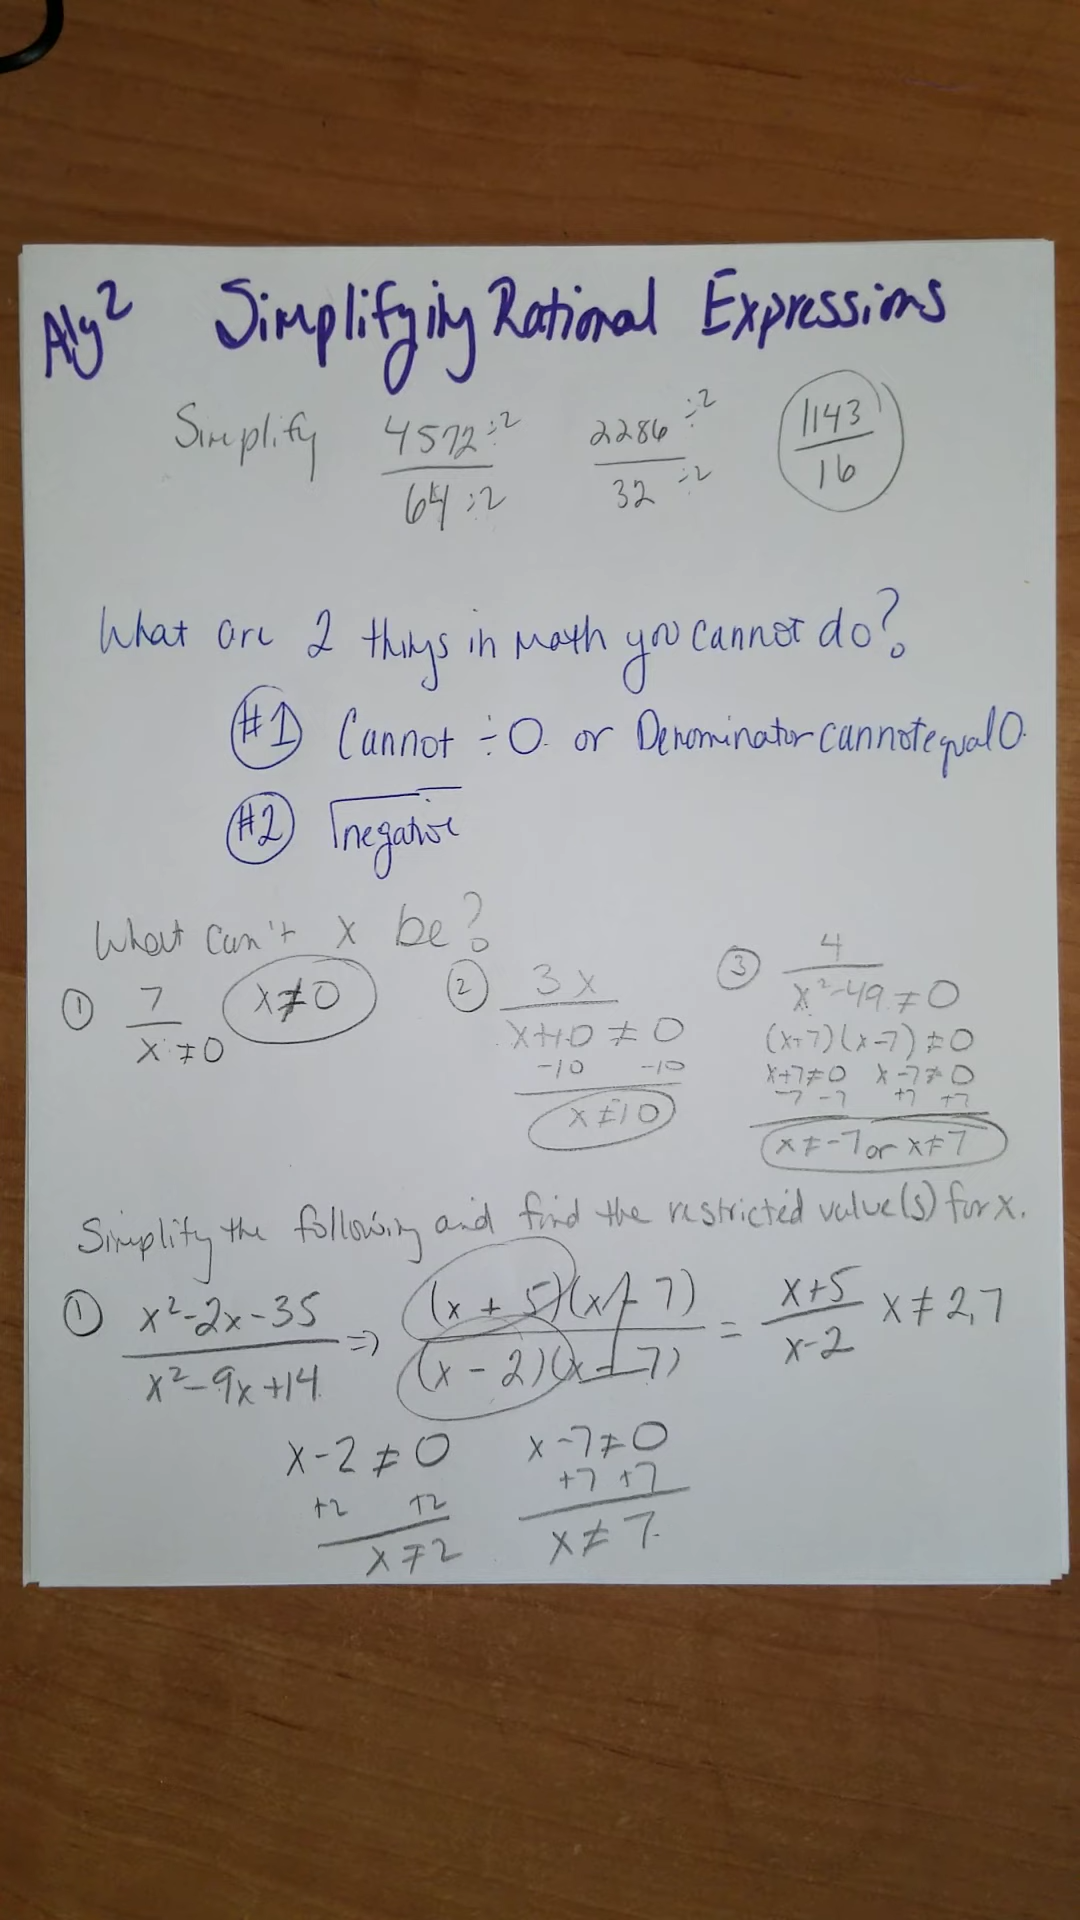 Alg 2 Simplifying Rational Expressions
Simplify 4572÷2/64÷2 2286÷2/32÷2 1143/16
What are 2 things in math you cannot do?
#1 Cannot ÷0. or Denominator cannot equal 0.
#2 √negative
What can't x be?
① 7/x ≠0 x≠0
② 3x/x+10 ≠ 0
-10 -10
x≠10
③ 4/x²-49 ≠ 0
(x+7)(x-7) ≠ 0
x+7≠0 x-7≠0
-7 -7 +7 +7
x≠-7 or x≠7
Simplify the following and find the restricted value(s) for x.
① x²-2x-35/x²-9x+14 ⇒ (x+5)(x-7)/(x-2)(x-7) = x+5/x-2 x≠2,7
x-2≠0 x-7≠0
+2 +2 +7 +7
x≠2 x≠7.